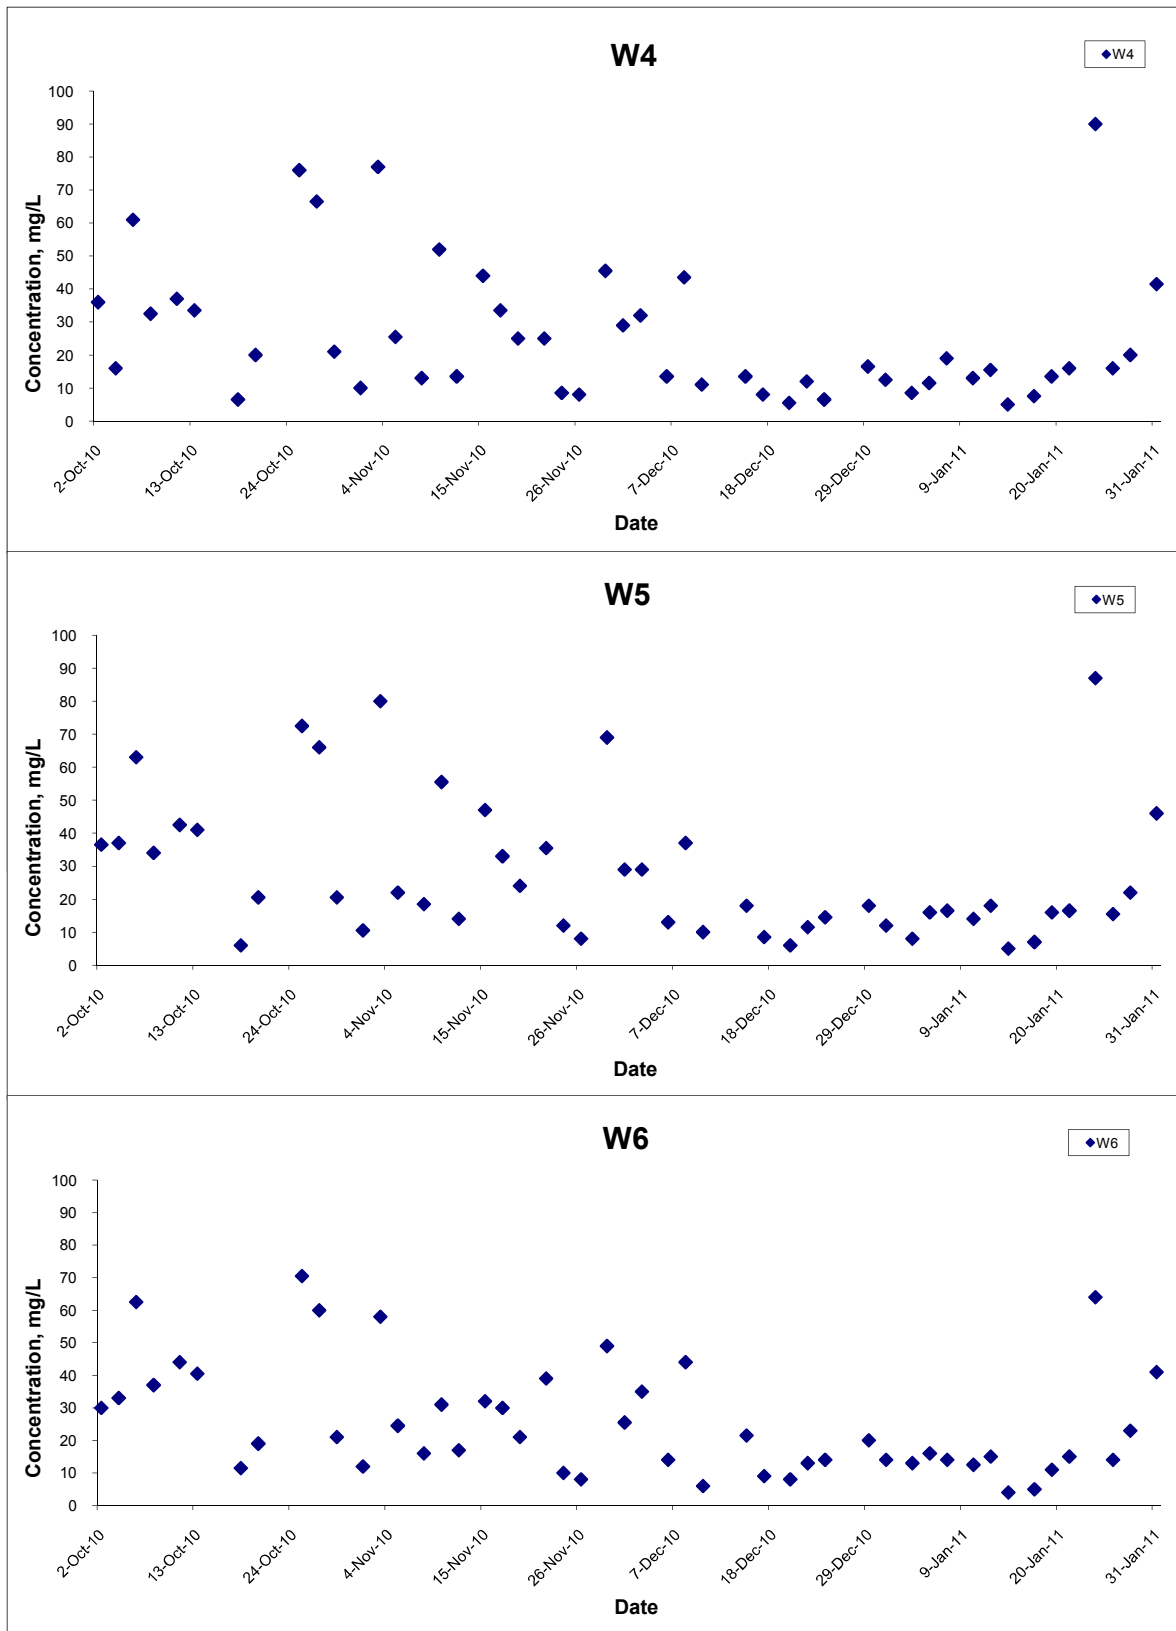 W4
W4
100
90
80
70
60
50
40
30
20
10
0
Concentration, mg/L
2-Oct-10
13-Oct-10
24-Oct-10
4-Nov-10
15-Nov-10
26-Nov-10
7-Dec-10
18-Dec-10
29-Dec-10
9-Jan-11
20-Jan-11
31-Jan-11
Date
W5
W5
100
90
80
70
60
50
40
30
20
10
0
Concentration, mg/L
2-Oct-10
13-Oct-10
24-Oct-10
4-Nov-10
15-Nov-10
26-Nov-10
7-Dec-10
18-Dec-10
29-Dec-10
9-Jan-11
20-Jan-11
31-Jan-11
Date
W6
W6
100
90
80
70
60
50
40
30
20
10
0
Concentration, mg/L
2-Oct-10
13-Oct-10
24-Oct-10
4-Nov-10
15-Nov-10
26-Nov-10
7-Dec-10
18-Dec-10
29-Dec-10
9-Jan-11
20-Jan-11
31-Jan-11
Date